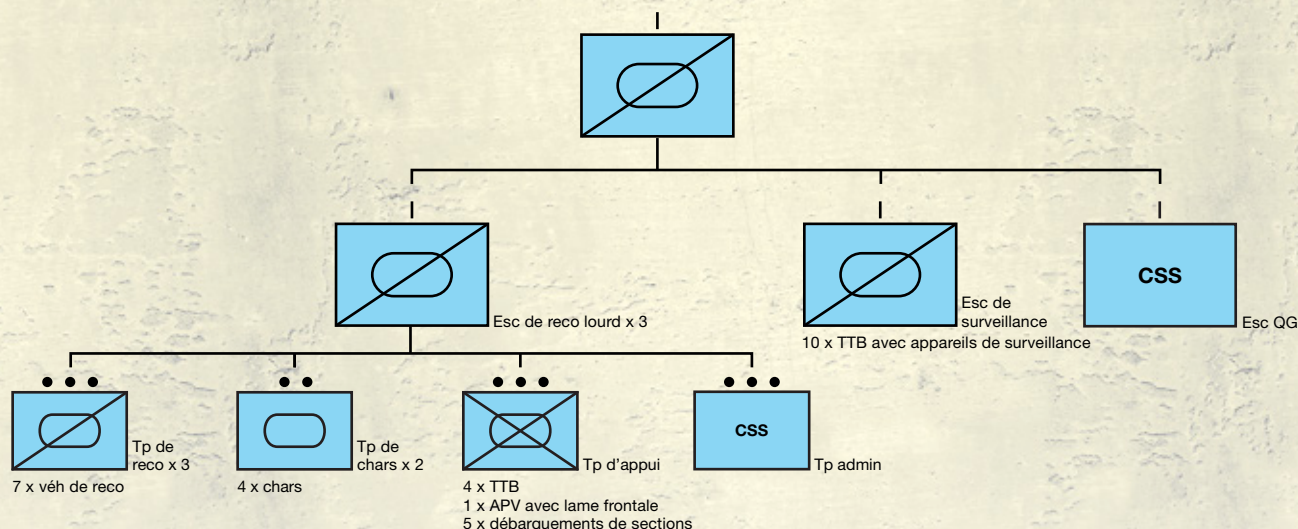 Esc de reco lourd x 3
Esc de
surveillance
10 x TTB avec appareils de surveillance
CSS
Esc QG
Tp de
reco x 3
7 x véh de reco
Tp de
chars x 2
4 x chars
Tp d’appui
4 x TTB
1 x APV avec lame frontale
5 x débarquements de sections
CSS
Tp admin